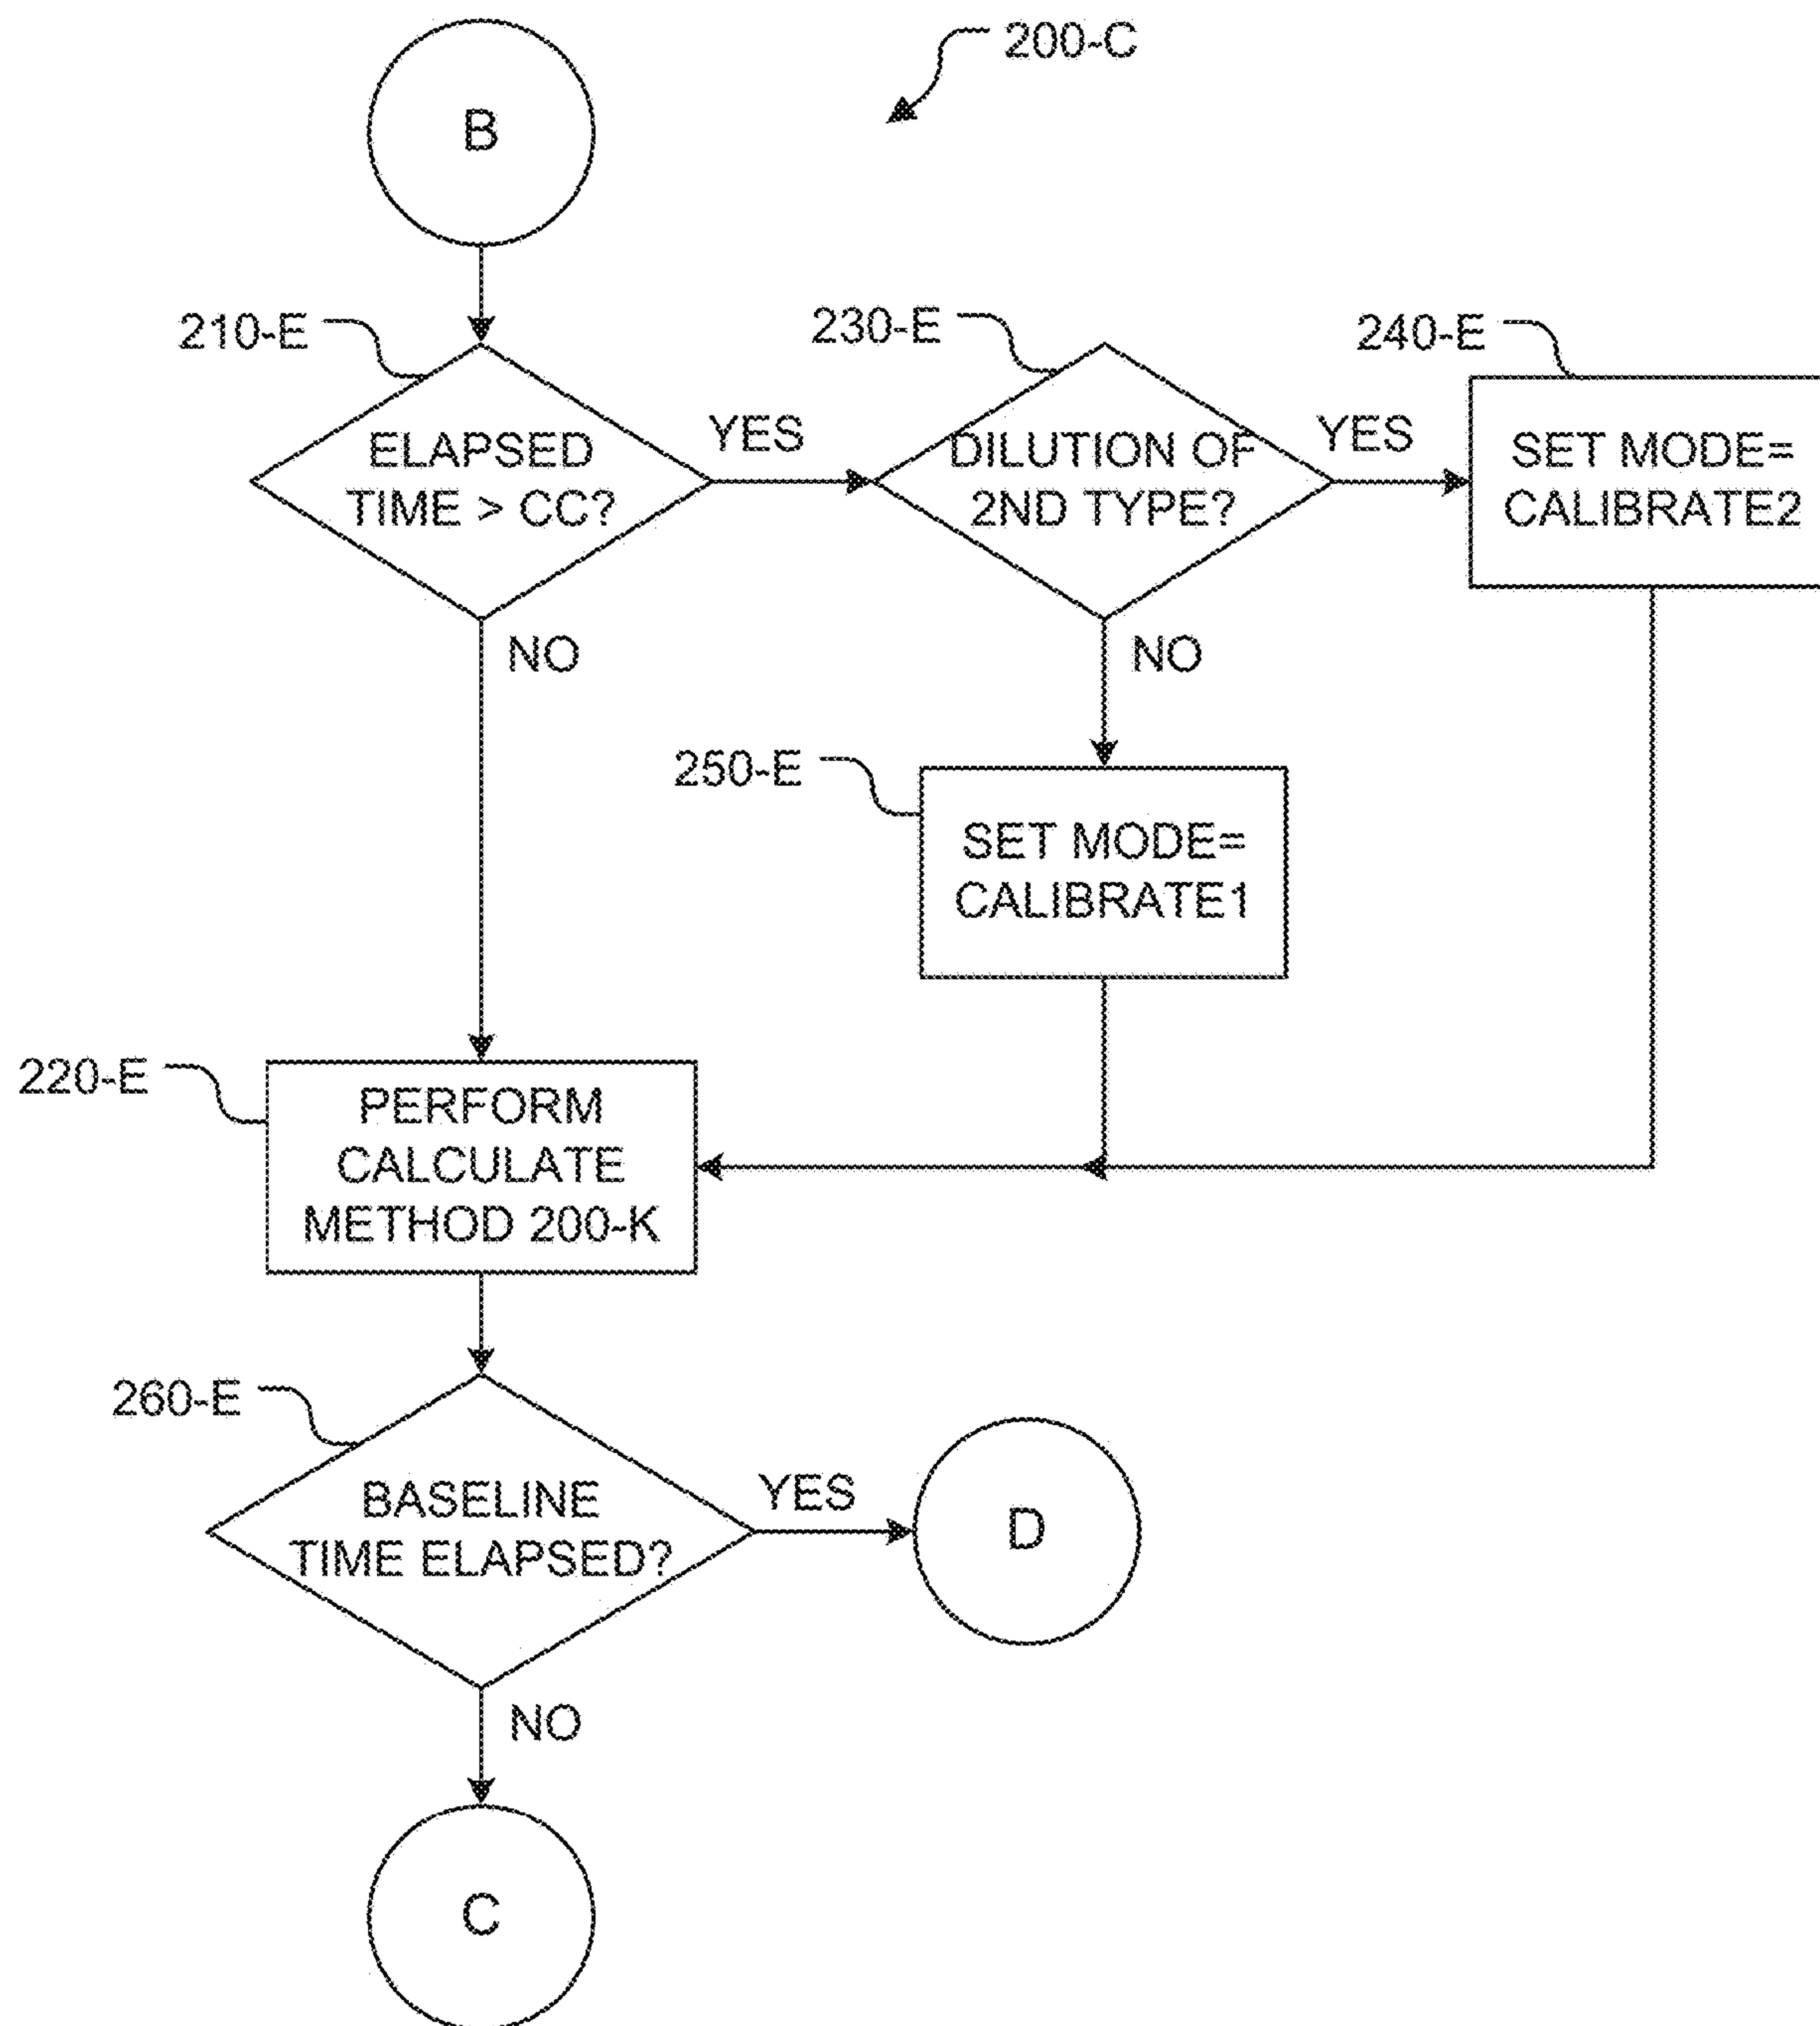 200-C
B
210-E
230-E
240-E
ELAPSED
TIME > CC?
YES
DILUTION OF
2ND TYPE?
YES
SET MODE=
CALIBRATE2
NO
NO
250-E
SET MODE=
CALIBRATE1
220-E
PERFORM
CALCULATE
METHOD 200-K
260-E
BASELINE
TIME ELAPSED?
YES
D
NO
C